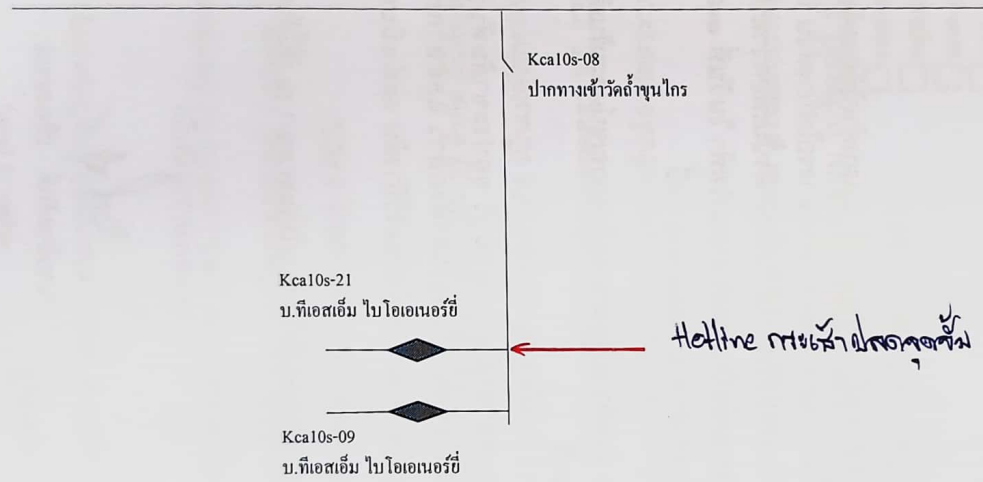 Kca10s-08
ปากทางเข้าวัดถ้ำขุนไกร
Kca10s-21
บ.ทีเอสเอ็ม ไบโอเอเนอร์ยี่
Hotline กระเช้า ปลดจุดจั๊ม
Kca10s-09
บ.ทีเอสเอ็ม ไบโอเอเนอร์ยี่